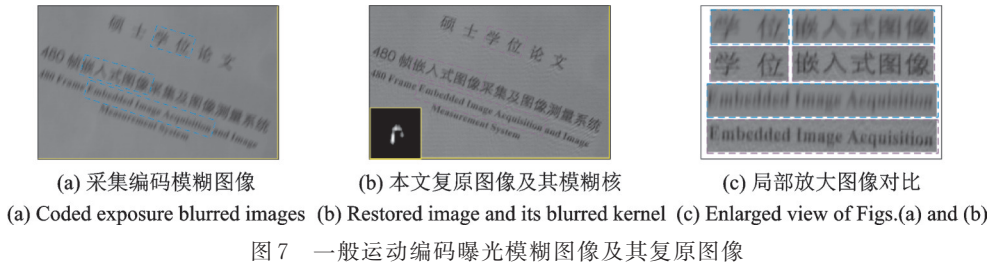 硕士学位论文
480帧嵌入式图像采集及图像测量系统
480 Frame Embedded Image Acquisition and Image
Measurement System
硕士学位论文
480帧嵌入式图像采集及图像测量系统
480 Frame Embedded Image Acquisition and Image
Measurement System
学位 嵌入式图像
学位 嵌入式图像
Embedded Image Acquisition
Embedded Image Acquisition
(a) 采集编码模糊图像 (b) 本文复原图像及其模糊核 (c) 局部放大图像对比
(a) Coded exposure blurred images (b) Restored image and its blurred kernel (c) Enlarged view of Figs.(a) and (b)
图7 一般运动编码曝光模糊图像及其复原图像